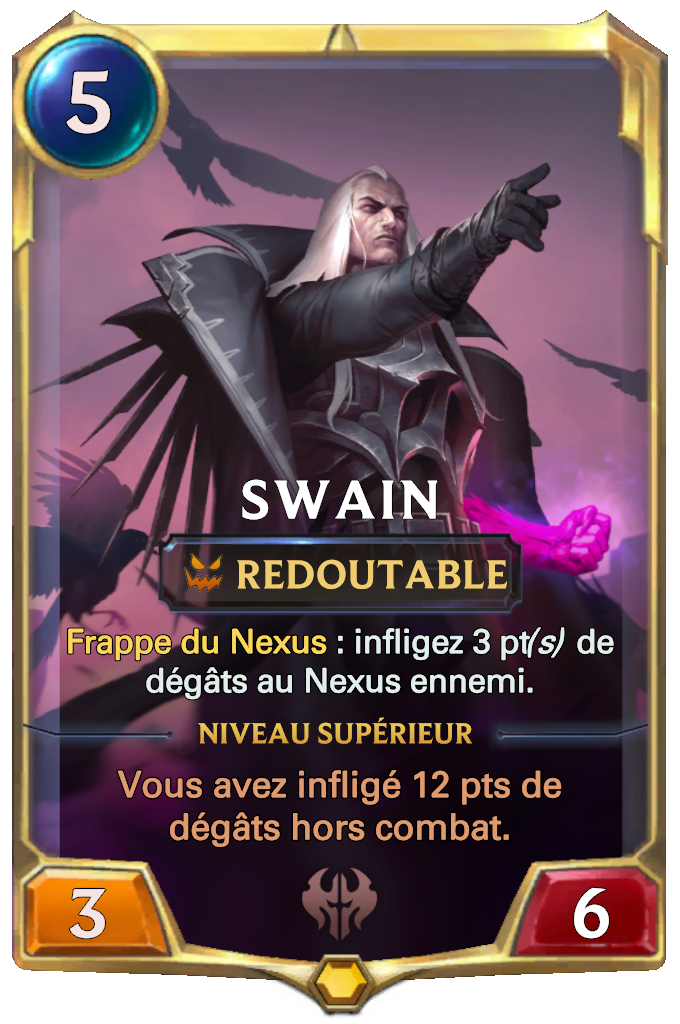 5
SWAIN
REDOUTABLE
Frappe du Nexus : infligez 3 pt(s) de
dégâts au Nexus ennemi.
NIVEAU SUPÉRIEUR
Vous avez infligé 12 pts de
dégâts hors combat.
3
6